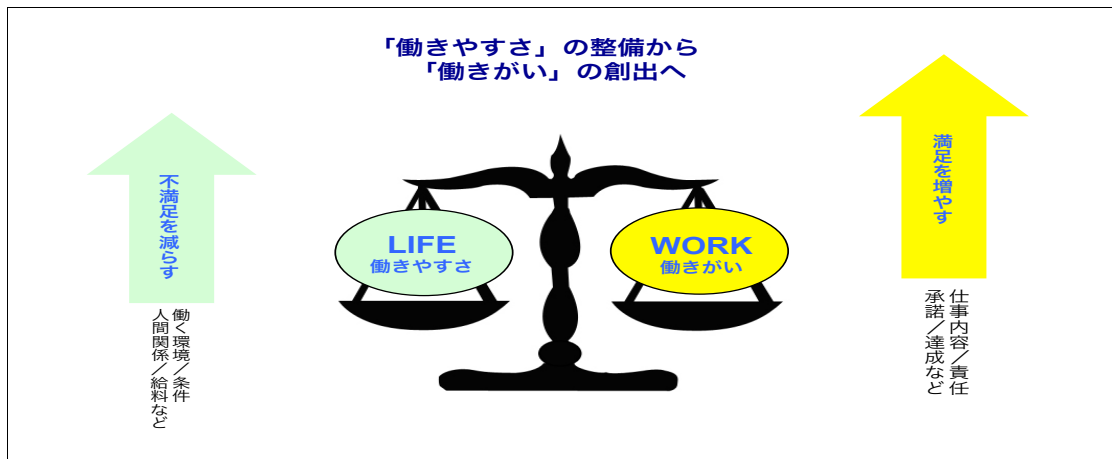 「働きやすさ」の整備から
「働きがい」の創出へ
不満足を減らす
働く環境／条件
人間関係／給料など
LIFE
働きやすさ
WORK
働きがい
満足を増やす
仕事内容／責任
承諾／達成など